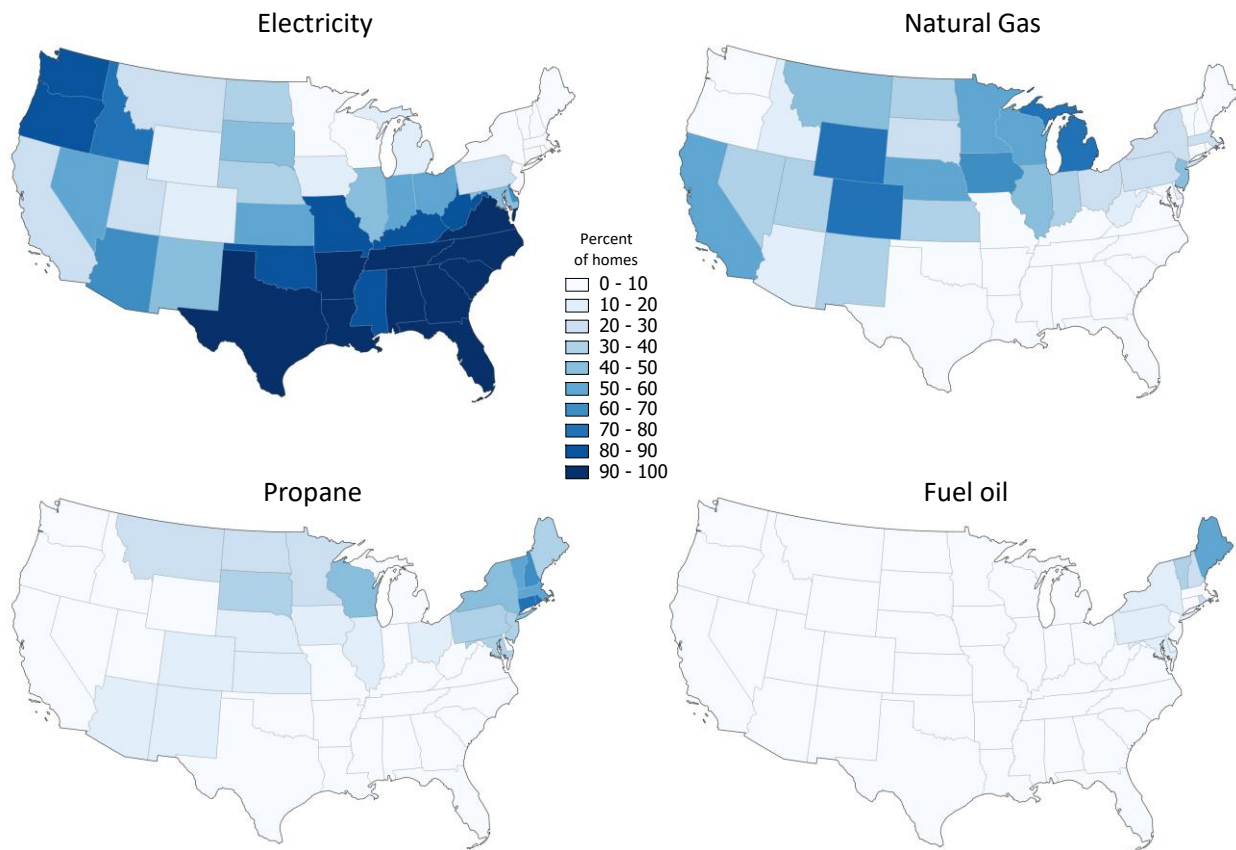 Electricity
Natural Gas
Percent
of homes
0 - 10
10 - 20
20 - 30
30 - 40
40 - 50
50 - 60
60 - 70
70 - 80
80 - 90
90 - 100
Propane
Fuel oil